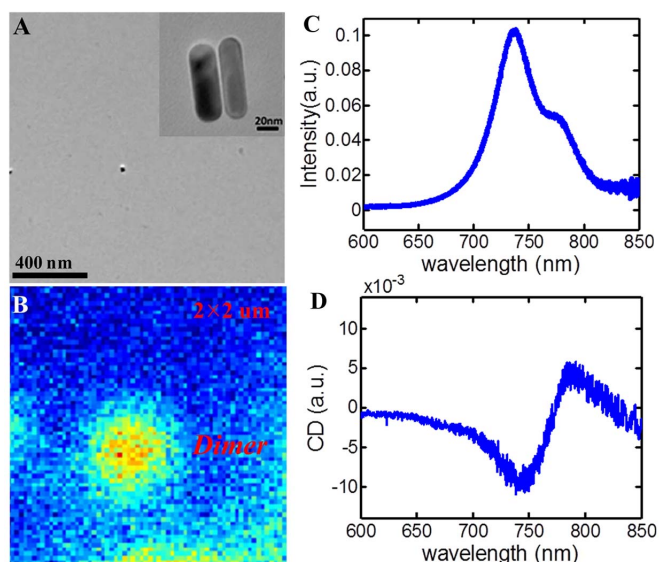 A
20nm
400 nm
B
2×2 um
Dimer
C
0.1
0.08
0.06
0.04
0.02
0
Intensity(a.u.)
600 650 700 750 800 850
wavelength (nm)
D
x10⁻³
10
5
0
-5
-10
CD (a.u.)
600 650 700 750 800 850
wavelength (nm)